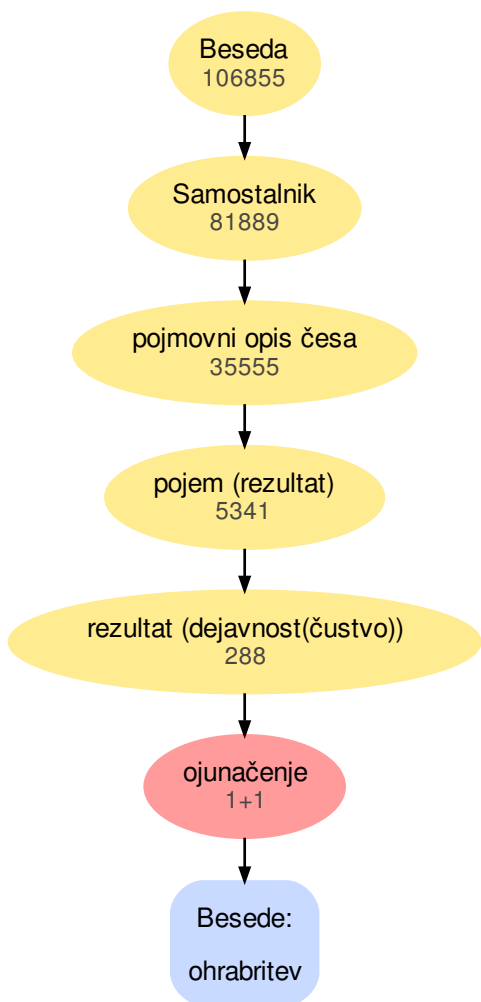 Beseda
106855
Samostalnik
81889
pojmovni opis česa
35555
pojem (rezultat)
5341
rezultat (dejavnost(čustvo))
288
ojunačenje
1+1
Besede:
ohrabritev